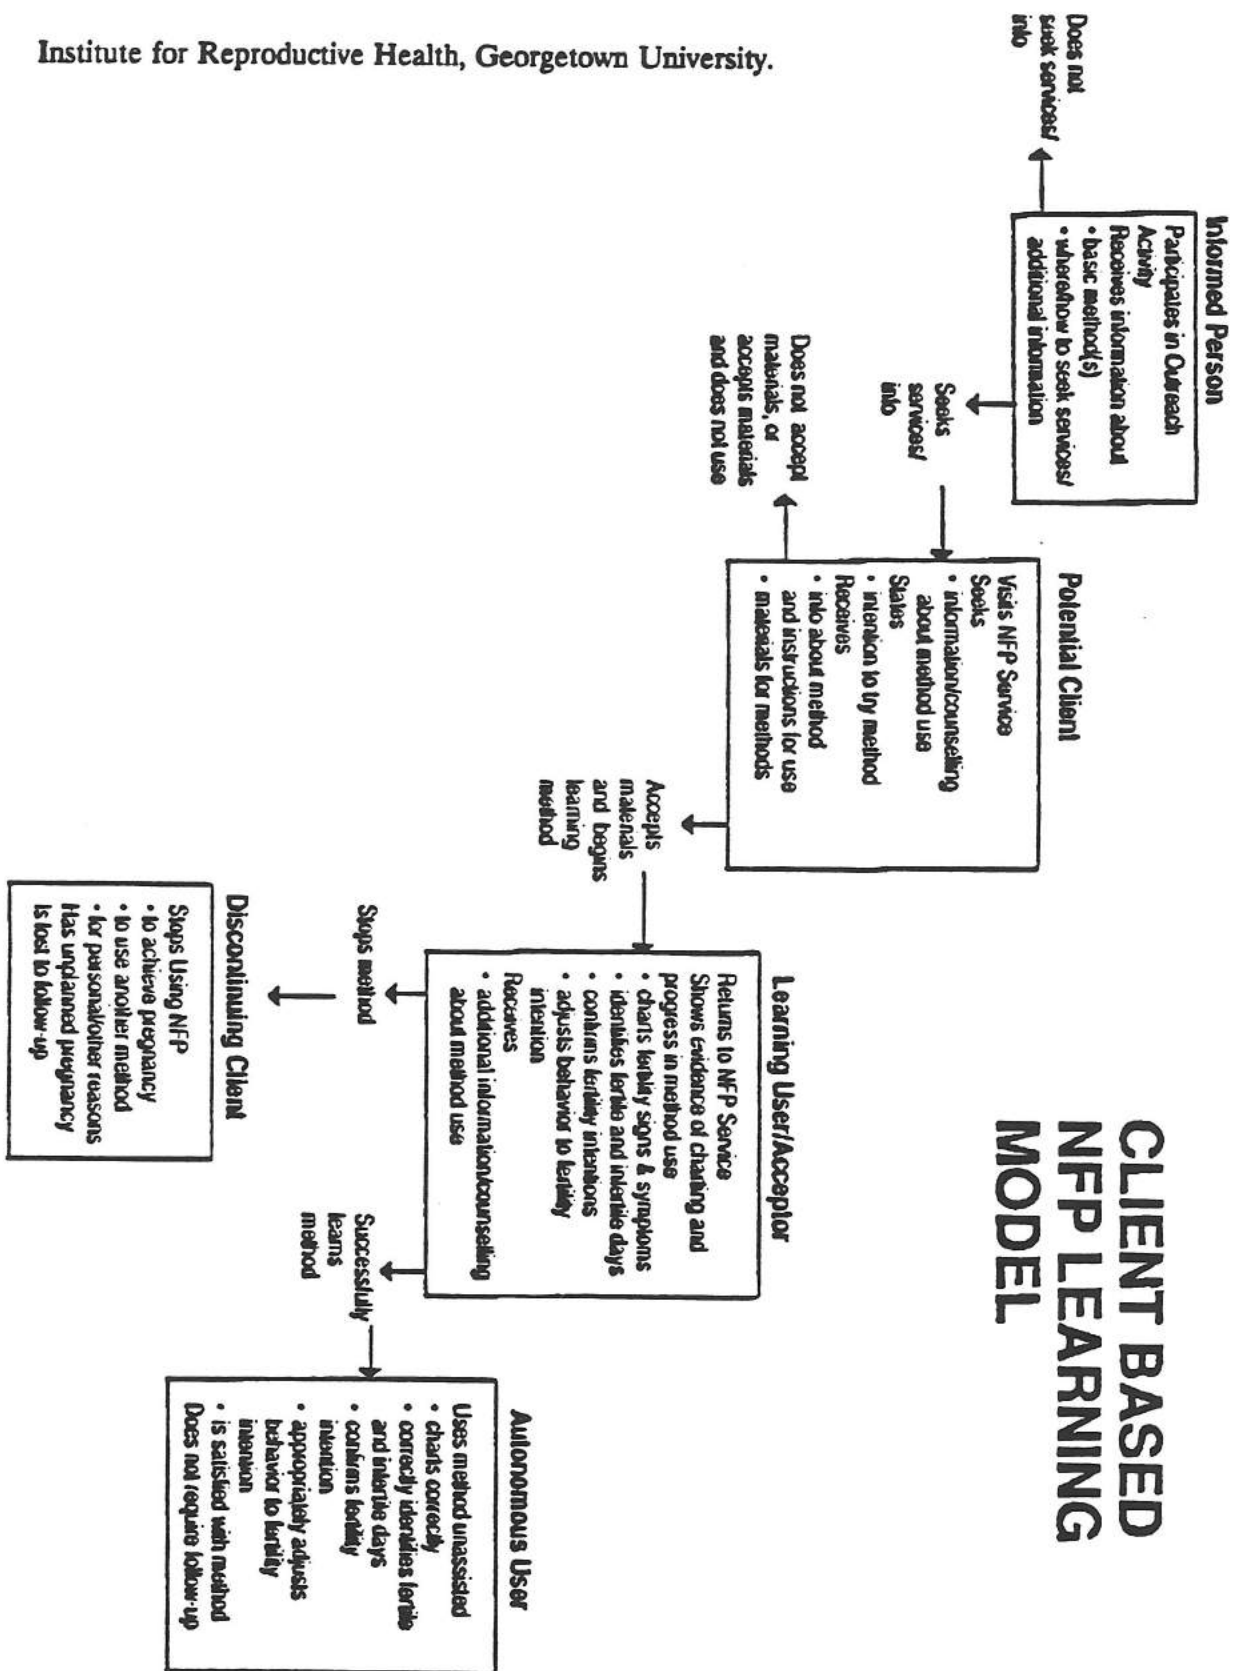 Institute for Reproductive Health, Georgetown University.
CLIENT BASED
NFP LEARNING
MODEL
Informed Person
Participates in Outreach
Activity
Receives information about
• basic method(s)
• where/how to seek services/
additional information
Does not
seek services/
info
Seeks
services/
info
Potential Client
Visits NFP Service
Seeks
• information/counselling
about method use
States
• intention to try method
Receives
• info about method
and instructions for use
• materials for methods
Does not accept
materials, or
accepts materials
and does not use
Accepts
materials
and begins
learning
method
Learning User/Acceptor
Returns to NFP Service
Shows evidence of charting and
progress in method use
• charts fertility signs & symptoms
• identifies fertile and infertile days
• confirms fertility intentions
• adjusts behavior to fertility
intention
Receives
• additional information/counselling
about method use
Stops method
Successfully
learns
method
Discontinuing Client
Stops Using NFP
• to achieve pregnancy
• to use another method
• for personal/other reasons
Has unplanned pregnancy
Is lost to follow-up
Autonomous User
Uses method unassisted
• charts correctly
• correctly identifies fertile
and infertile days
• confirms fertility
intention
• appropriately adjusts
behavior to fertility
intention
• is satisfied with method
Does not require follow-up